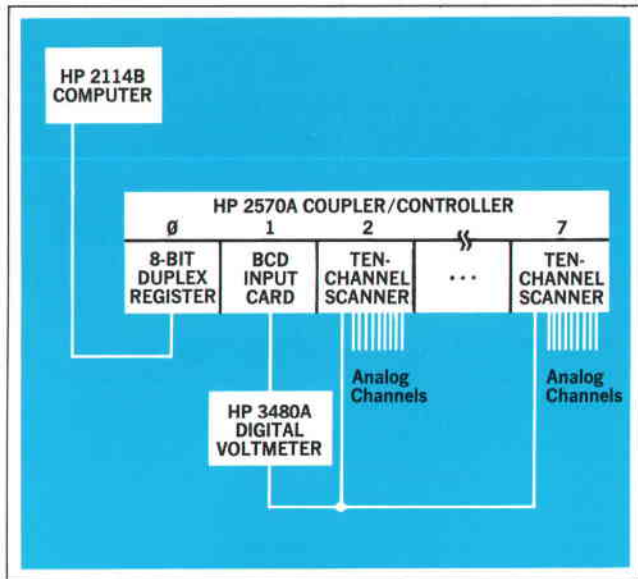 HP 2114B
COMPUTER
HP 2570A COUPLER/CONTROLLER
Ø 1 2 7
8-BIT
DUPLEX
REGISTER
BCD
INPUT
CARD
TEN-
CHANNEL
SCANNER
...
TEN-
CHANNEL
SCANNER
Analog
Channels
Analog
Channels
HP 3480A
DIGITAL
VOLTMETER